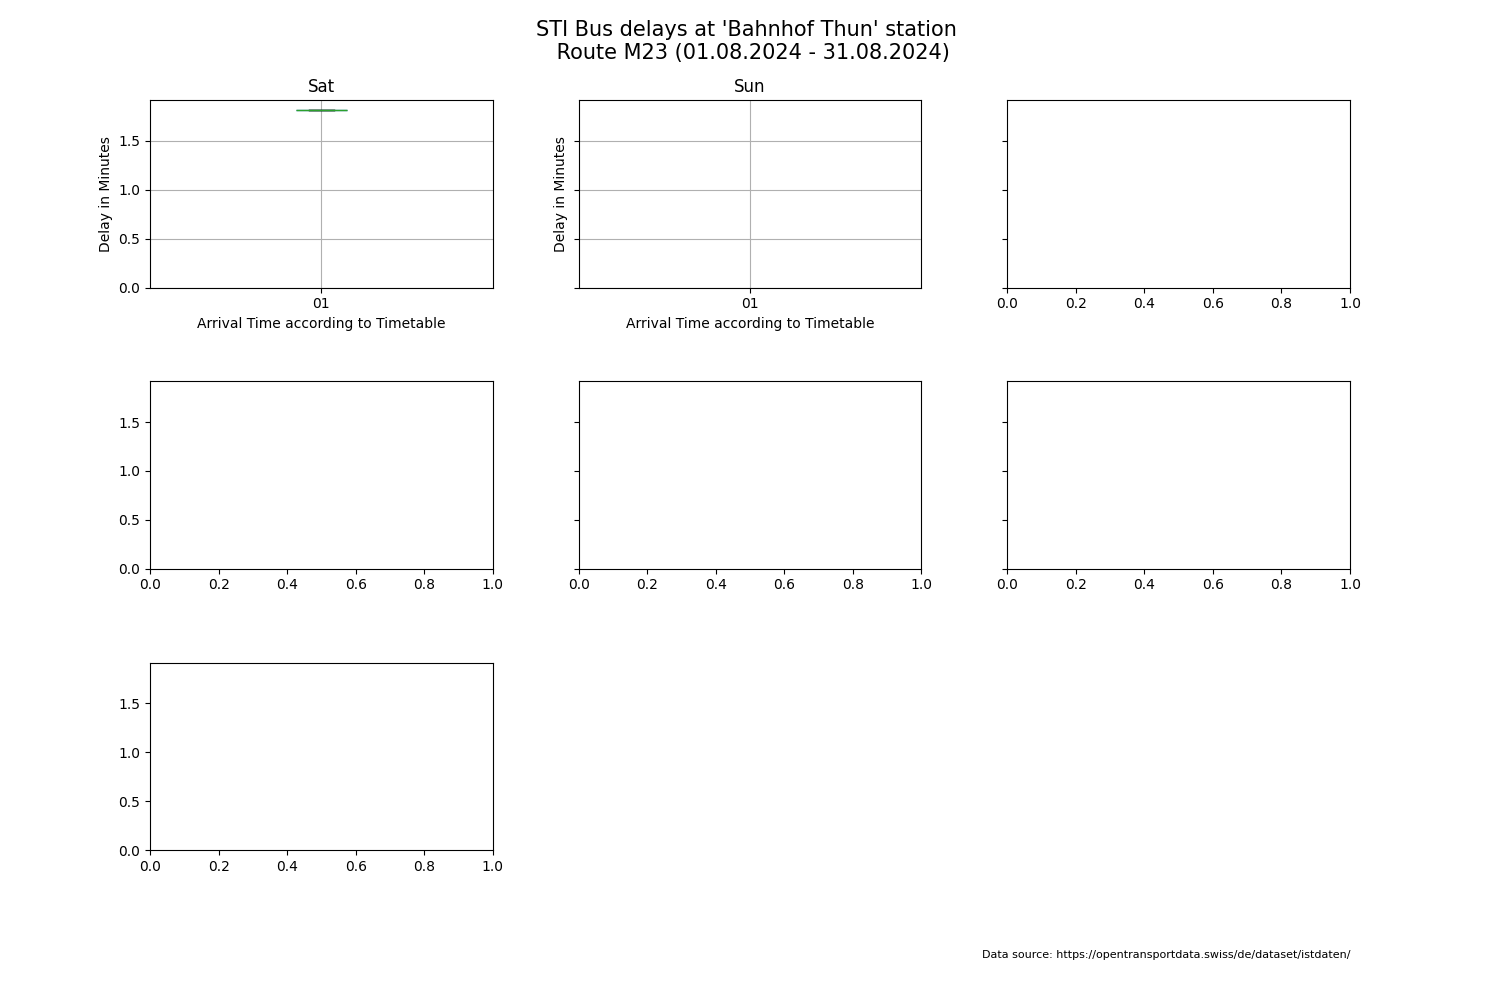 STI Bus delays at 'Bahnhof Thun' station
Route M23 (01.08.2024 - 31.08.2024)
Sat
Sun
Delay in Minutes
1.5
1.0
0.5
0.0
01
Arrival Time according to Timetable
Delay in Minutes
01
Arrival Time according to Timetable
0.0 0.2 0.4 0.6 0.8 1.0
1.5
1.0
0.5
0.0
0.0 0.2 0.4 0.6 0.8 1.0
0.0 0.2 0.4 0.6 0.8 1.0
0.0 0.2 0.4 0.6 0.8 1.0
1.5
1.0
0.5
0.0
0.0 0.2 0.4 0.6 0.8 1.0
Data source: https://opentransportdata.swiss/de/dataset/istdaten/